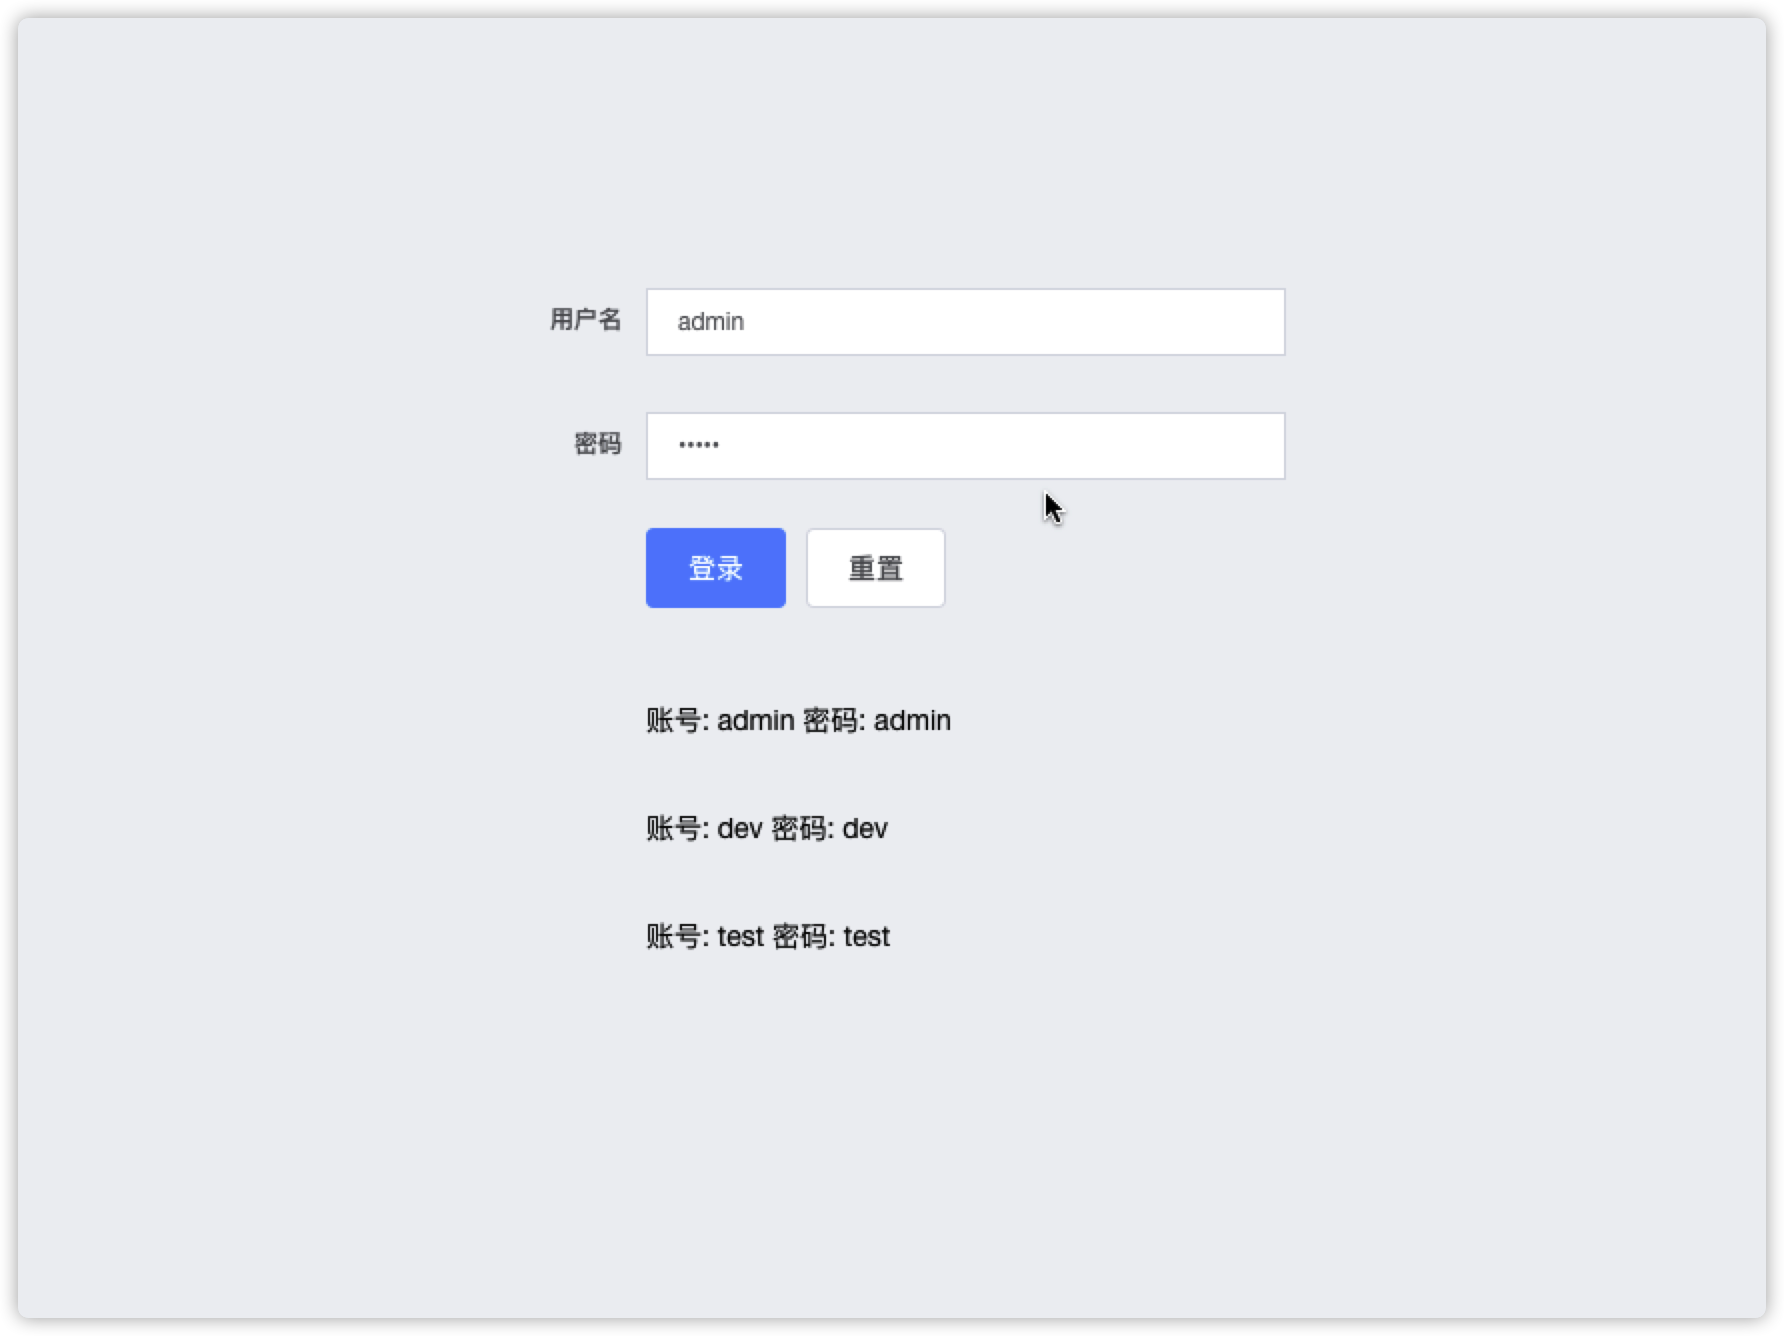 用户名 admin
密码 •••••
登录 重置
账号: admin 密码: admin
账号: dev 密码: dev
账号: test 密码: test